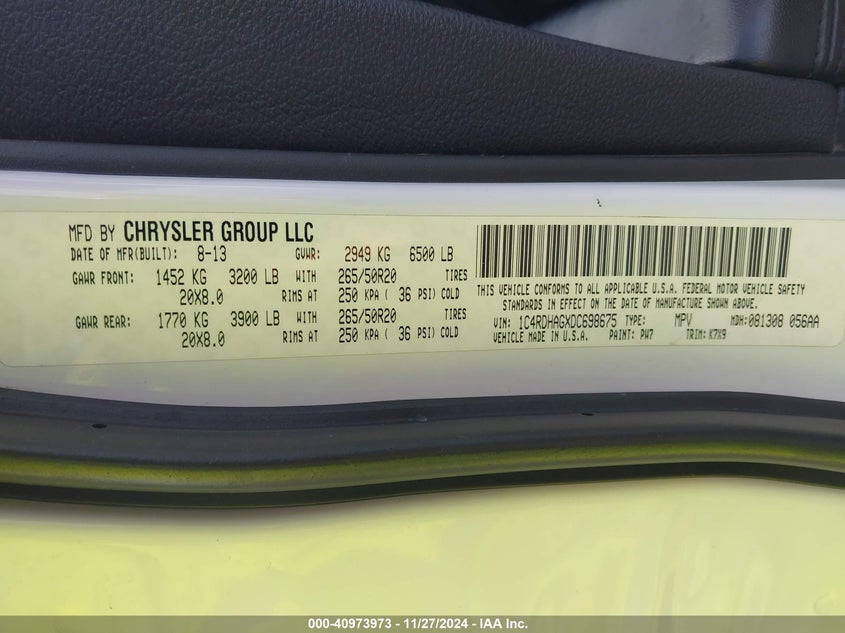 MFD BY CHRYSLER GROUP LLC
DATE OF MFR(BUILT): 8-13 GVWR: 2949 KG 6500 LB
GAWR FRONT: 1452 KG 3200 LB WITH 265/50R20 TIRES
20X8.0 RIMS AT 250 KPA ( 36 PSI) COLD
GAWR REAR: 1770 KG 3900 LB WITH 265/50R20 TIRES
20X8.0 RIMS AT 250 KPA ( 36 PSI) COLD
THIS VEHICLE CONFORMS TO ALL APPLICABLE U.S.A. FEDERAL MOTOR VEHICLE SAFETY
STANDARDS IN EFFECT ON THE DATE OF MANUFACTURE SHOWN ABOVE.
VIN: 1C4RDHAGXDC698675 TYPE: MPV MDH: 081308 056AA
VEHICLE MADE IN U.S.A. PAINT: PW7 TRIM: K7X9
000-40973973 - 11/27/2024 - IAA Inc.